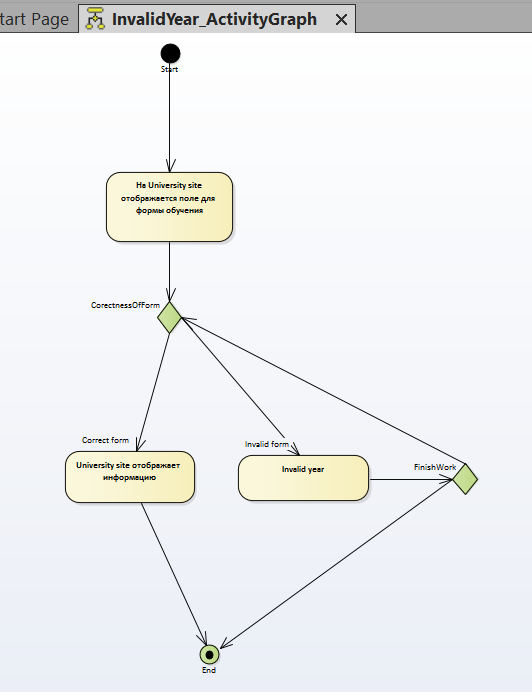 tart Page
InvalidYear_ActivityGraph
Start
На University site
отображается поле для
формы обучения
CorectnessOfForm
Correct form
Invalid form
University site отображает
информацию
Invalid year
FinishWork
End